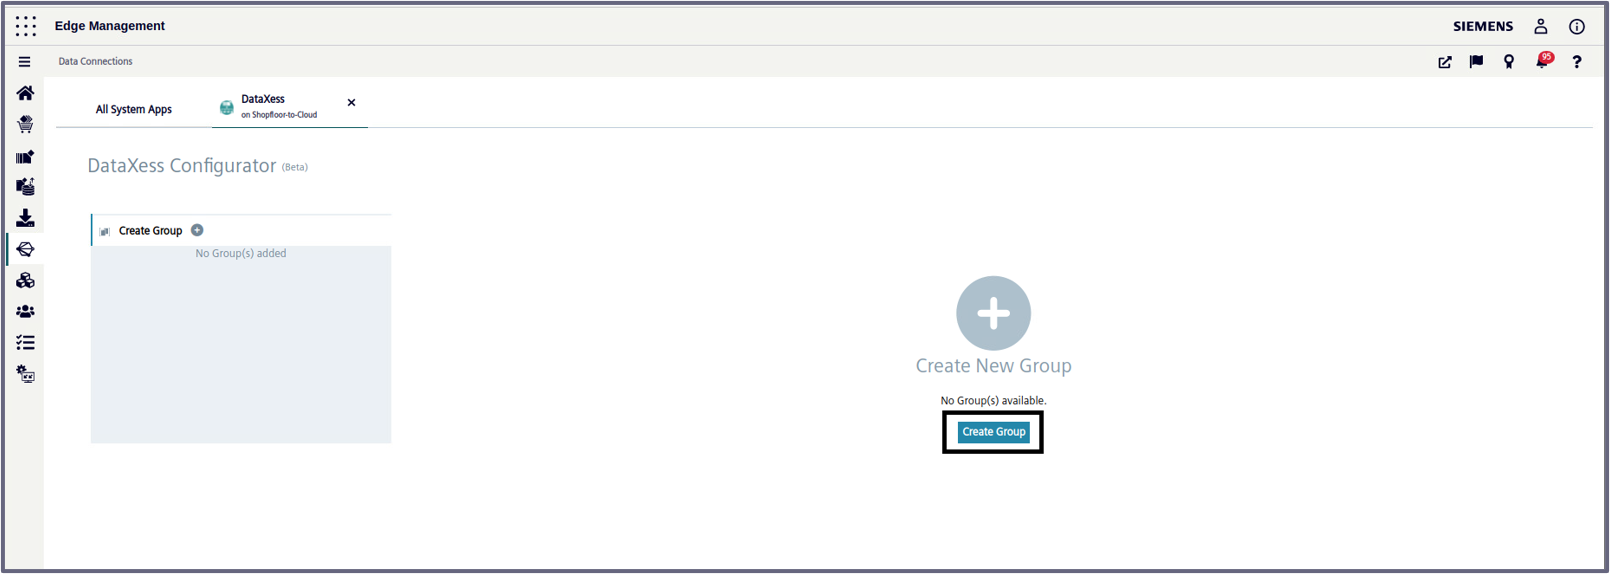 Edge Management
SIEMENS
Data Connections
95
All System Apps
DataXess
on Shopfloor-to-Cloud
DataXess Configurator (Beta)
Create Group
No Group(s) added
Create New Group
No Group(s) available.
Create Group